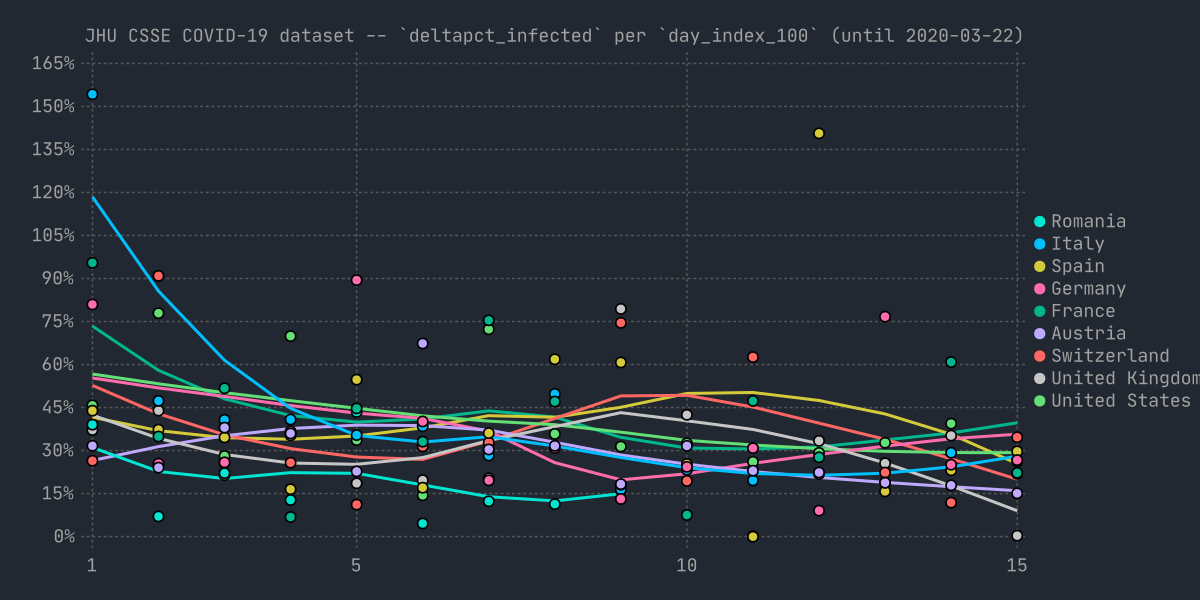 JHU CSSE COVID-19 dataset -- `deltapct_infected` per `day_index_100` (until 2020-03-22)
165%
150%
135%
120%
105%
90%
75%
60%
45%
30%
15%
0%
1 5 10 15
Romania
Italy
Spain
Germany
France
Austria
Switzerland
United Kingdom
United States